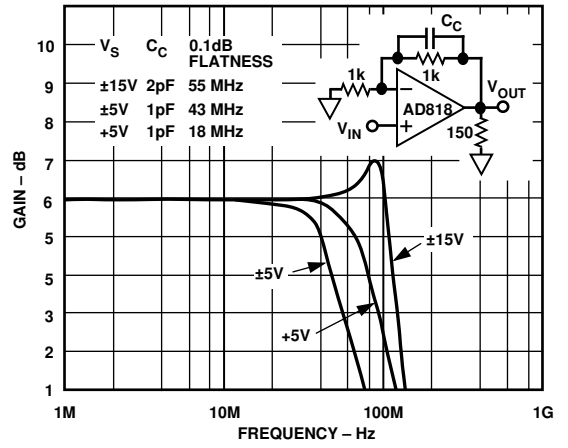 V_S C_C 0.1dB FLATNESS
±15V 2pF 55 MHz
±5V 1pF 43 MHz
+5V 1pF 18 MHz
C_C
1k
1k
–
+
AD818
V_IN
V_OUT
150
GAIN – dB
10
9
8
7
6
5
5
3
2
1
±15V
±5V
+5V
1M 10M 100M 1G
FREQUENCY – Hz